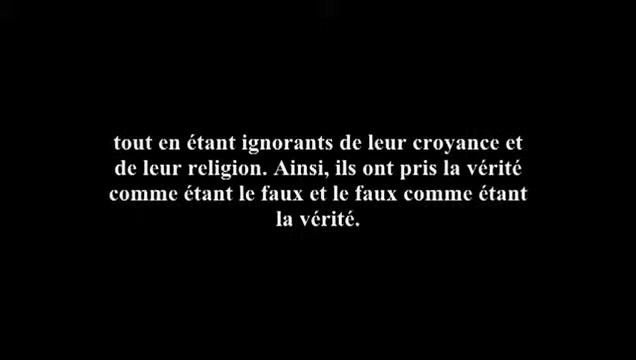 tout en étant ignorants de leur croyance et
de leur religion. Ainsi, ils ont pris la vérité
comme étant le faux et le faux comme étant
la vérité.